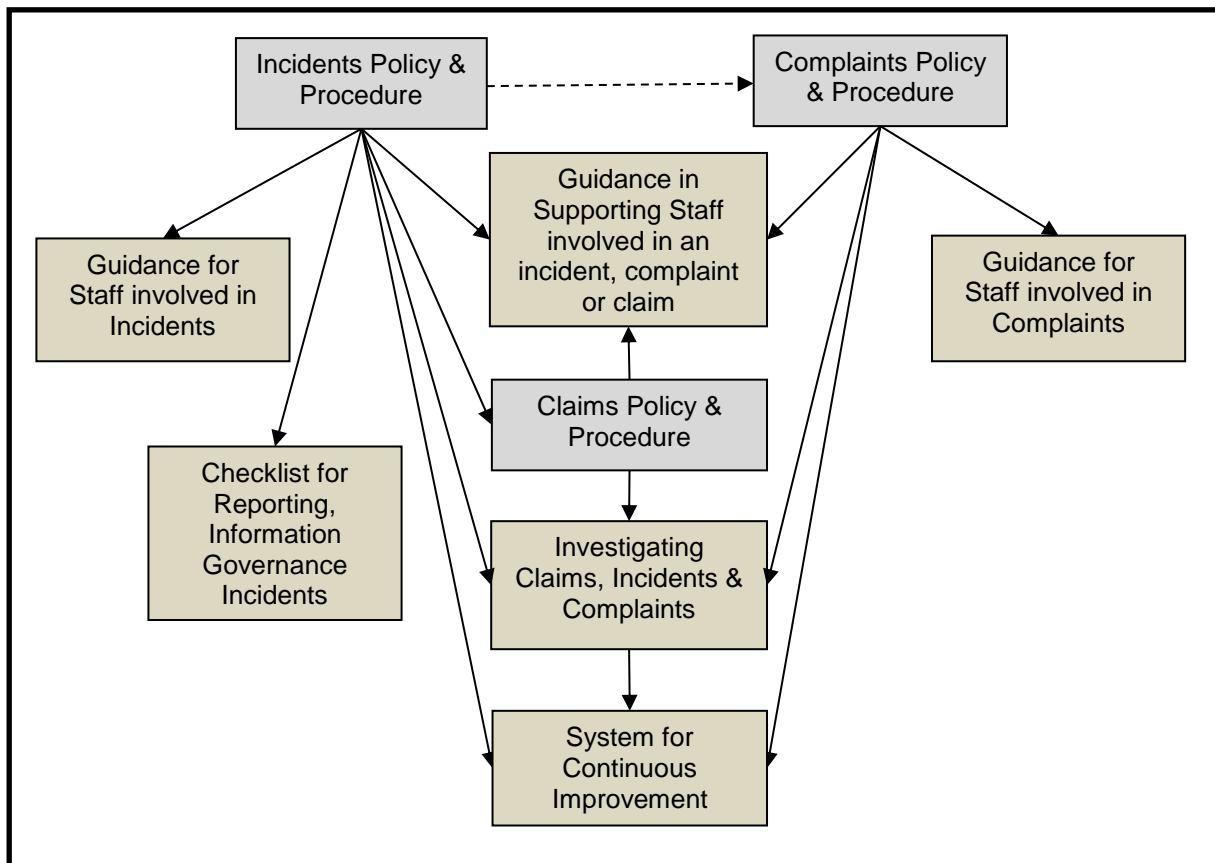 Incidents Policy &
Procedure
Complaints Policy
& Procedure
Guidance in
Supporting Staff
involved in an
incident, complaint
or claim
Guidance for
Staff involved in
Incidents
Guidance for
Staff involved in
Complaints
Claims Policy &
Procedure
Checklist for
Reporting,
Information
Governance
Incidents
Investigating
Claims, Incidents &
Complaints
System for
Continuous
Improvement